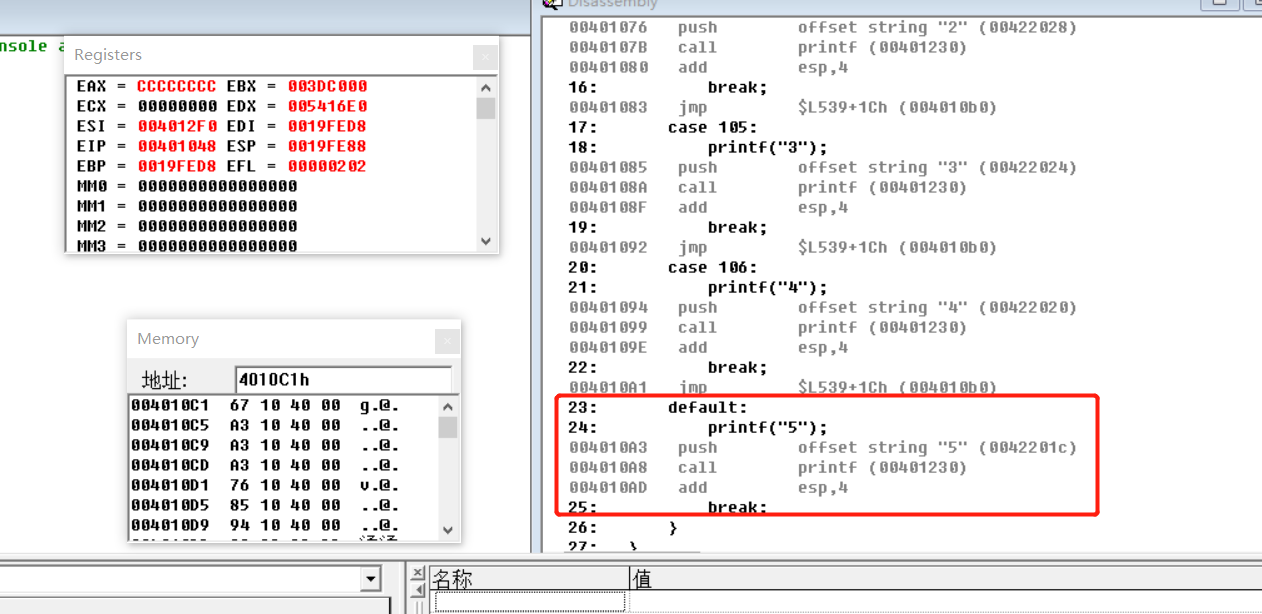 Disassembly
nsole a
Registers
EAX = CCCCCCCC EBX = 003DC000
ECX = 00000000 EDX = 005416E0
ESI = 004012F0 EDI = 0019FED8
EIP = 00401048 ESP = 0019FE88
EBP = 0019FED8 EFL = 00000202
MM0 = 0000000000000000
MM1 = 0000000000000000
MM2 = 0000000000000000
MM3 = 0000000000000000
Memory
地址: 4010C1h
004010C1 67 10 40 00 g.@.
004010C5 A3 10 40 00 ..@.
004010C9 A3 10 40 00 ..@.
004010CD A3 10 40 00 ..@.
004010D1 76 10 40 00 v.@.
004010D5 85 10 40 00 ..@.
004010D9 94 10 40 00 ..@.
00401076 push offset string "2" (00422028)
0040107B call printf (00401230)
00401080 add esp,4
16: break;
00401083 jmp $L539+1Ch (004010b0)
17: case 105:
18: printf("3");
00401085 push offset string "3" (00422024)
0040108A call printf (00401230)
0040108F add esp,4
19: break;
00401092 jmp $L539+1Ch (004010b0)
20: case 106:
21: printf("4");
00401094 push offset string "4" (00422020)
00401099 call printf (00401230)
0040109E add esp,4
22: break;
004010A1 jmp $L539+1Ch (004010b0)
23: default:
24: printf("5");
004010A3 push offset string "5" (0042201c)
004010A8 call printf (00401230)
004010AD add esp,4
25: break;
26: }
27: }
名称 值